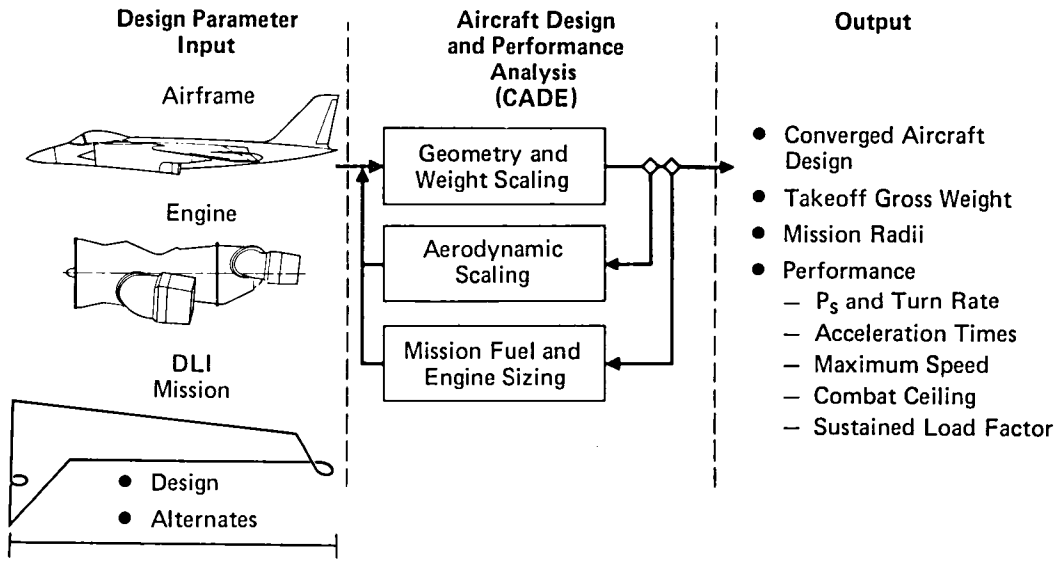 Design Parameter
Input
Airframe
Engine
DLI
Mission
● Design
● Alternates
Aircraft Design
and Performance
Analysis
(CADE)
Geometry and
Weight Scaling
Aerodynamic
Scaling
Mission Fuel and
Engine Sizing
Output
● Converged Aircraft
Design
● Takeoff Gross Weight
● Mission Radii
● Performance
– Ps and Turn Rate
– Acceleration Times
– Maximum Speed
– Combat Ceiling
– Sustained Load Factor